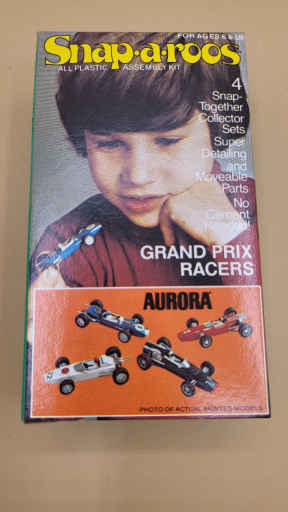 FOR AGES 6 & UP
Snap-a-roos
ALL PLASTIC ASSEMBLY KIT
4
Snap-
Together
Collector
Sets
Super
Detailing
and
Moveable
Parts
No
Cement
GRAND PRIX
RACERS
AURORA
PHOTO OF ACTUAL PAINTED MODELS